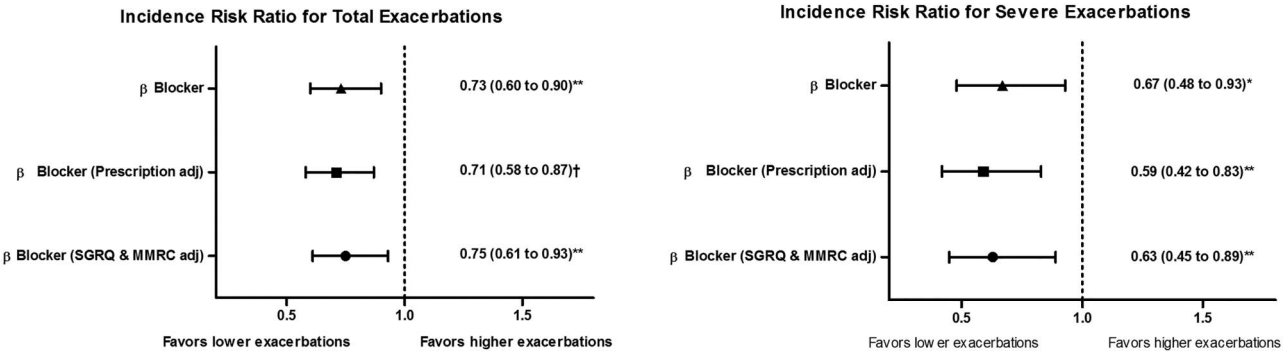 Incidence Risk Ratio for Total Exacerbations
β Blocker
0.73 (0.60 to 0.90)**
β Blocker (Prescription adj)
0.71 (0.58 to 0.87)†
β Blocker (SGRQ & MMRC adj)
0.75 (0.61 to 0.93)**
0.5 1.0 1.5
Favors lower exacerbations Favors higher exacerbations
Incidence Risk Ratio for Severe Exacerbations
β Blocker
0.67 (0.48 to 0.93)*
β Blocker (Prescription adj)
0.59 (0.42 to 0.83)**
β Blocker (SGRQ & MMRC adj)
0.63 (0.45 to 0.89)**
0.5 1.0 1.5
Favors lower exacerbations Favors higher exacerbations